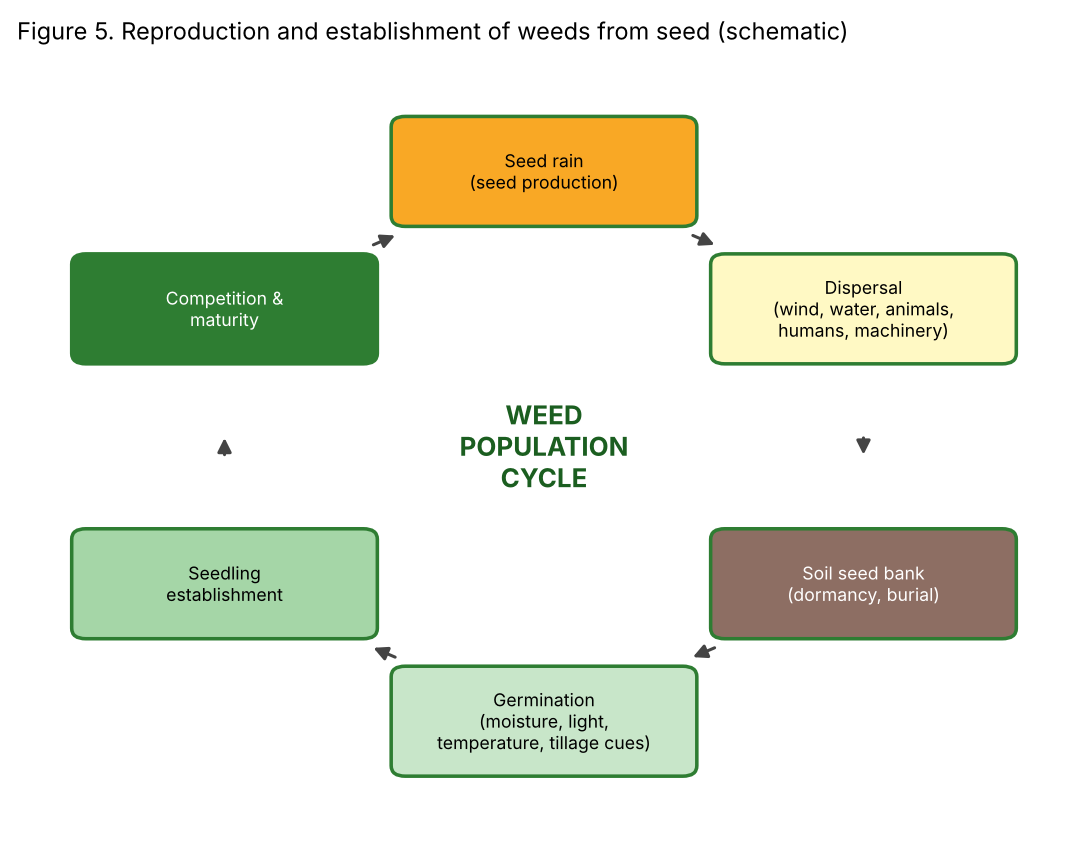 Figure 5. Reproduction and establishment of weeds from seed (schematic)
Seed rain
(seed production)
Competition &
maturity
Dispersal
(wind, water, animals,
humans, machinery)
WEED
POPULATION
CYCLE
Seedling
establishment
Soil seed bank
(dormancy, burial)
Germination
(moisture, light,
temperature, tillage cues)